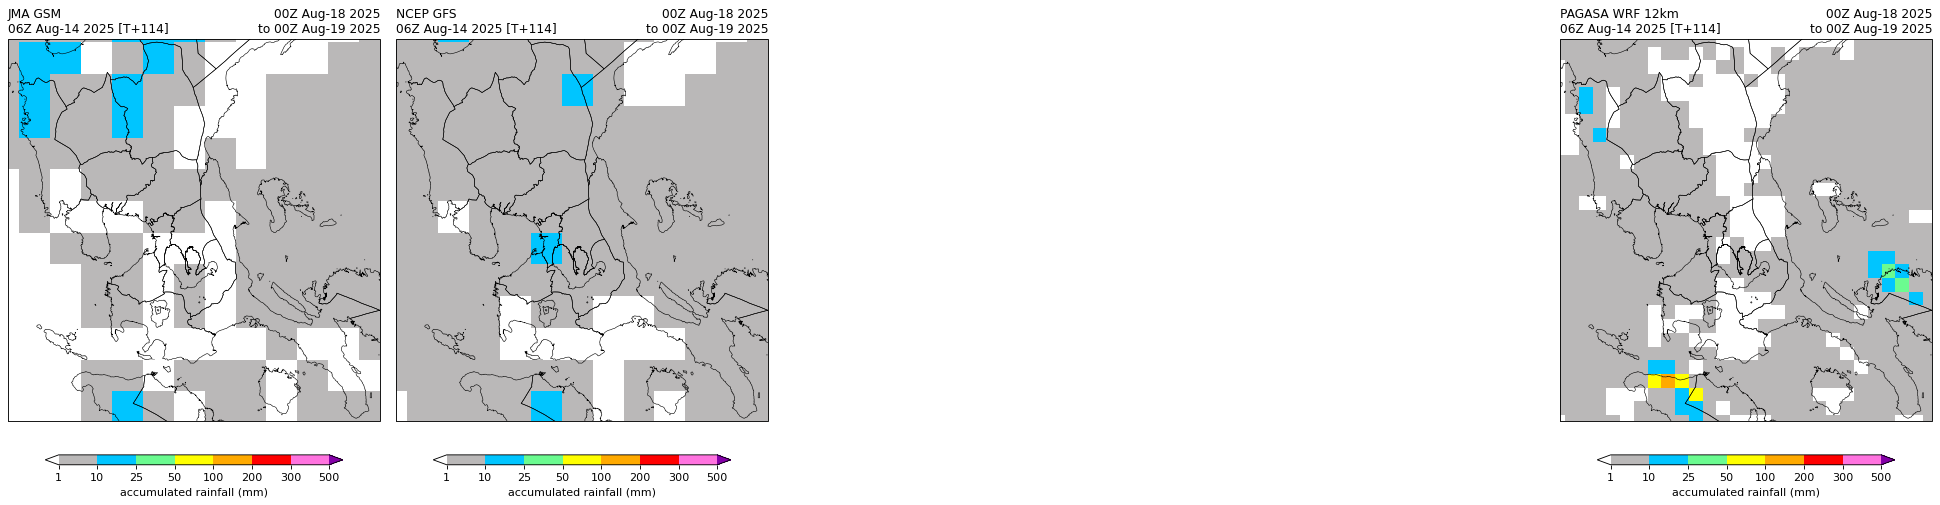 JMA GSM 00Z Aug-18 2025
06Z Aug-14 2025 [T+114] to 00Z Aug-19 2025
1 10 25 50 100 200 300 500
accumulated rainfall (mm)
NCEP GFS 00Z Aug-18 2025
06Z Aug-14 2025 [T+114] to 00Z Aug-19 2025
1 10 25 50 100 200 300 500
accumulated rainfall (mm)
PAGASA WRF 12km 00Z Aug-18 2025
06Z Aug-14 2025 [T+114] to 00Z Aug-19 2025
1 10 25 50 100 200 300 500
accumulated rainfall (mm)